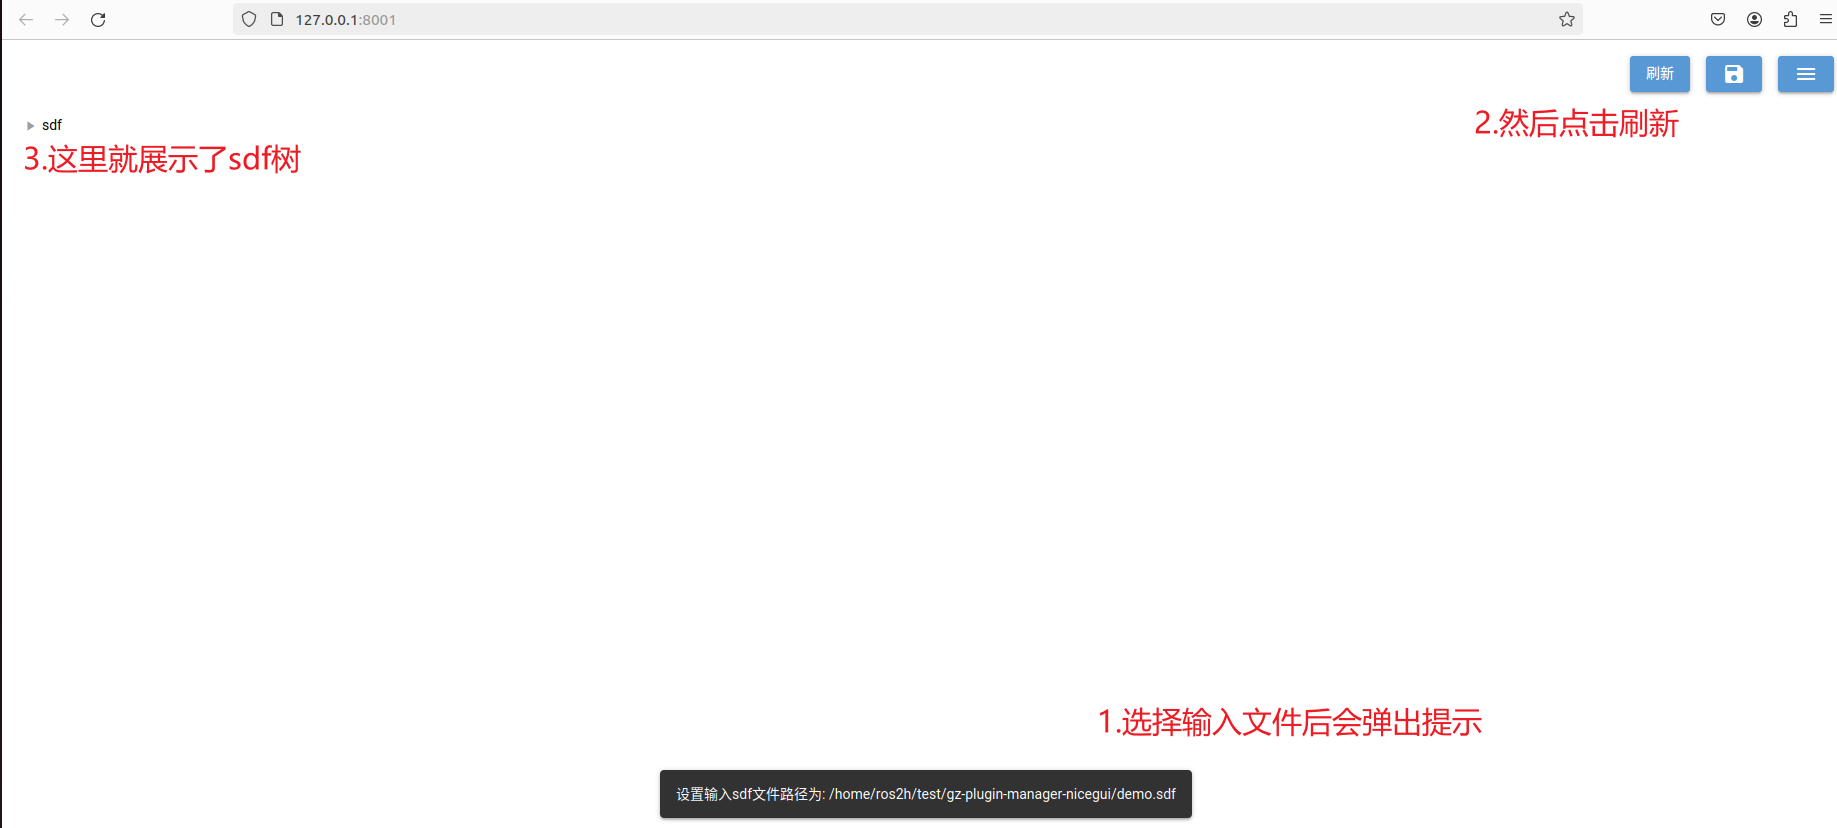 127.0.0.1:8001
刷新
2.然后点击刷新
sdf
3.这里就展示了sdf树
1.选择输入文件后会弹出提示
设置输入sdf文件路径为: /home/ros2h/test/gz-plugin-manager-nicegui/demo.sdf